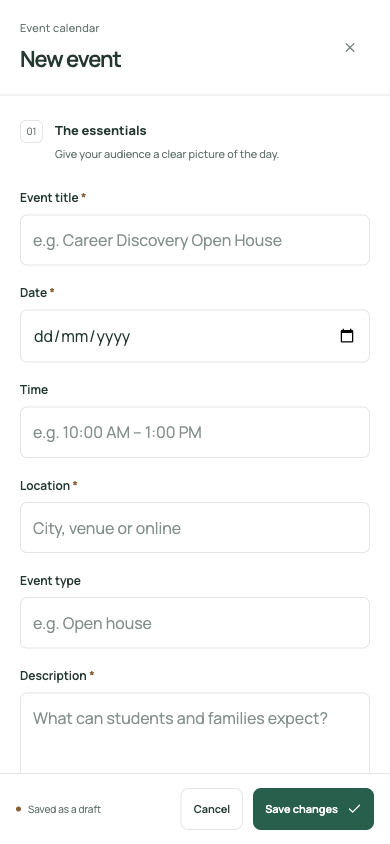 Event calendar
New event
01 The essentials
Give your audience a clear picture of the day.
Event title *
e.g. Career Discovery Open House
Date *
dd/mm/yyyy
Time
e.g. 10:00 AM – 1:00 PM
Location *
City, venue or online
Event type
e.g. Open house
Description *
What can students and families expect?
Saved as a draft Cancel Save changes